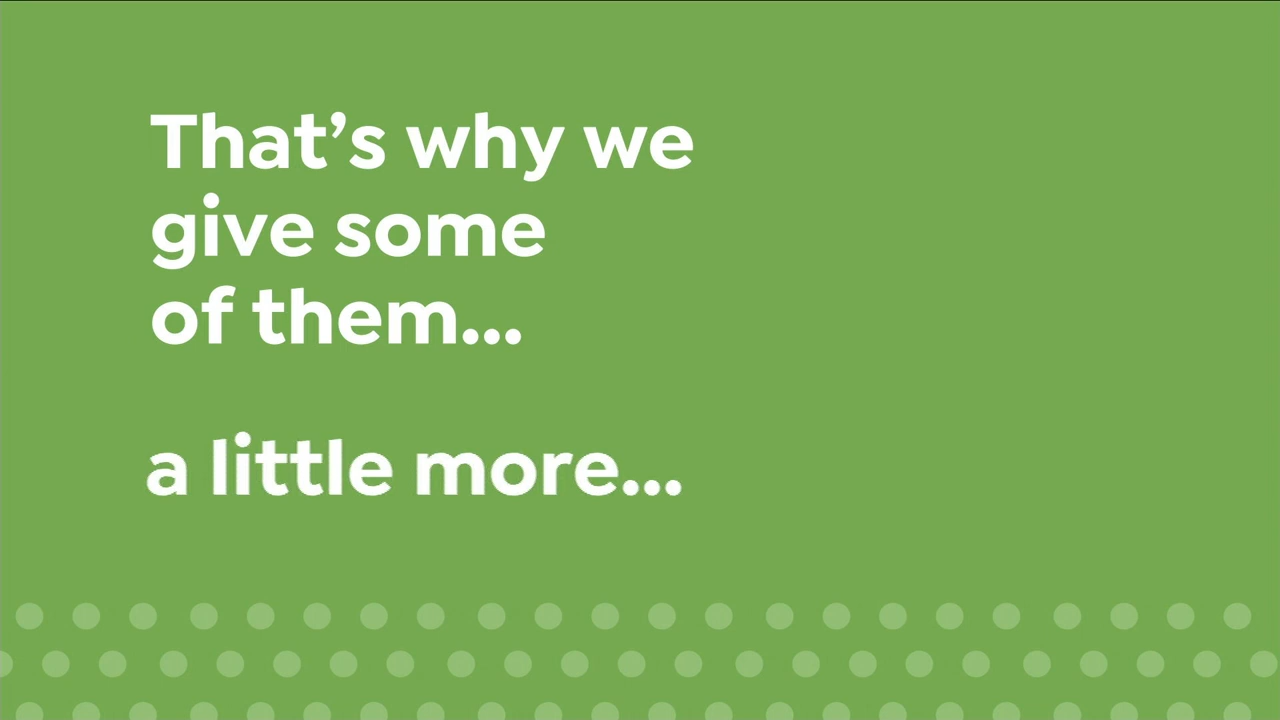 That’s why we
give some
of them...
a little more...